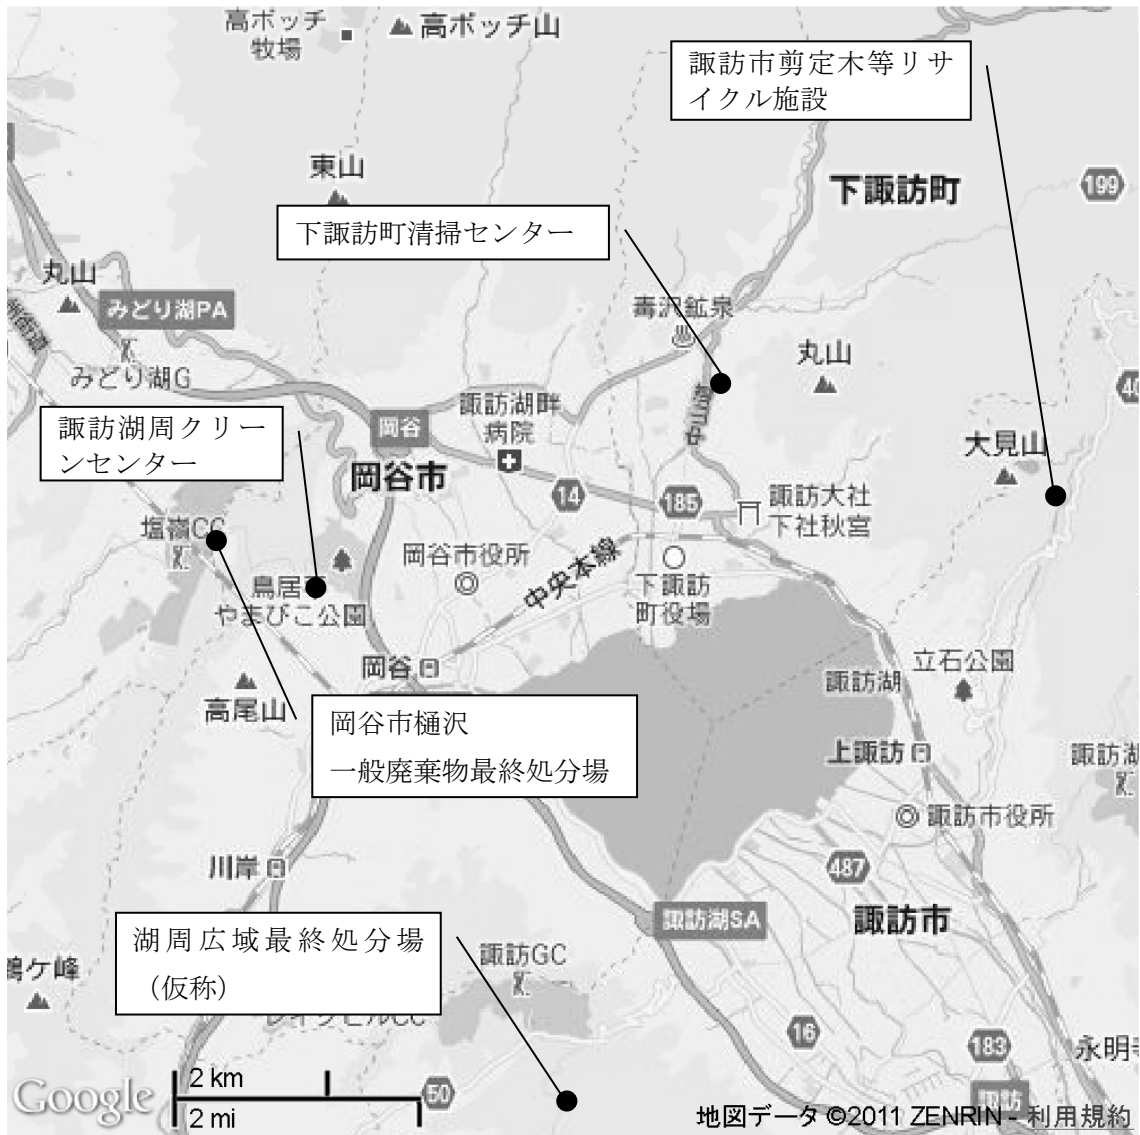 高ボッチ
牧場
高ボッチ山
諏訪市剪定木等リサ
イクル施設
東山
下諏訪町
199
下諏訪町清掃センター
丸山
みどり湖PA
毒沢鉱泉
丸山
みどり湖G
諏訪湖畔
病院
岡谷
諏訪湖周クリー
ンセンター
岡谷市
大見山
14
185
諏訪大社
下社秋宮
塩嶺CC
岡谷市役所
中央本線
下諏訪
町役場
鳥居
やまびこ公園
岡谷
立石公園
諏訪湖
高尾山
岡谷市樋沢
一般廃棄物最終処分場
上諏訪
諏訪湖
諏訪市役所
川岸
487
諏訪湖SA
諏訪市
湖周広域最終処分場
（仮称）
諏訪GC
鶴ケ峰
16
183
永明寺
Google
2 km
2 mi
50
諏訪
地図データ ©2011 ZENRIN - 利用規約